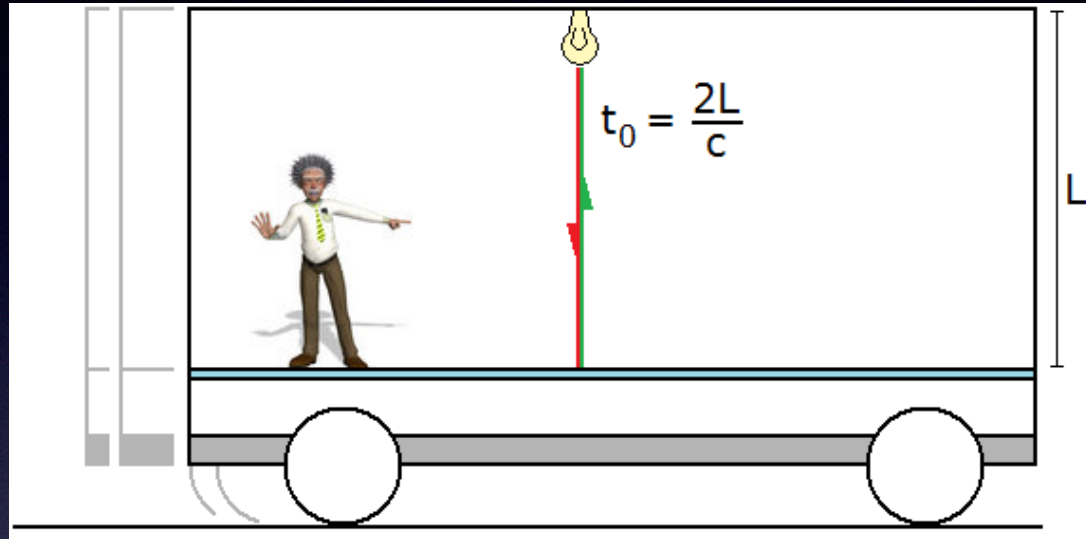 t₀ = 2L/c
L